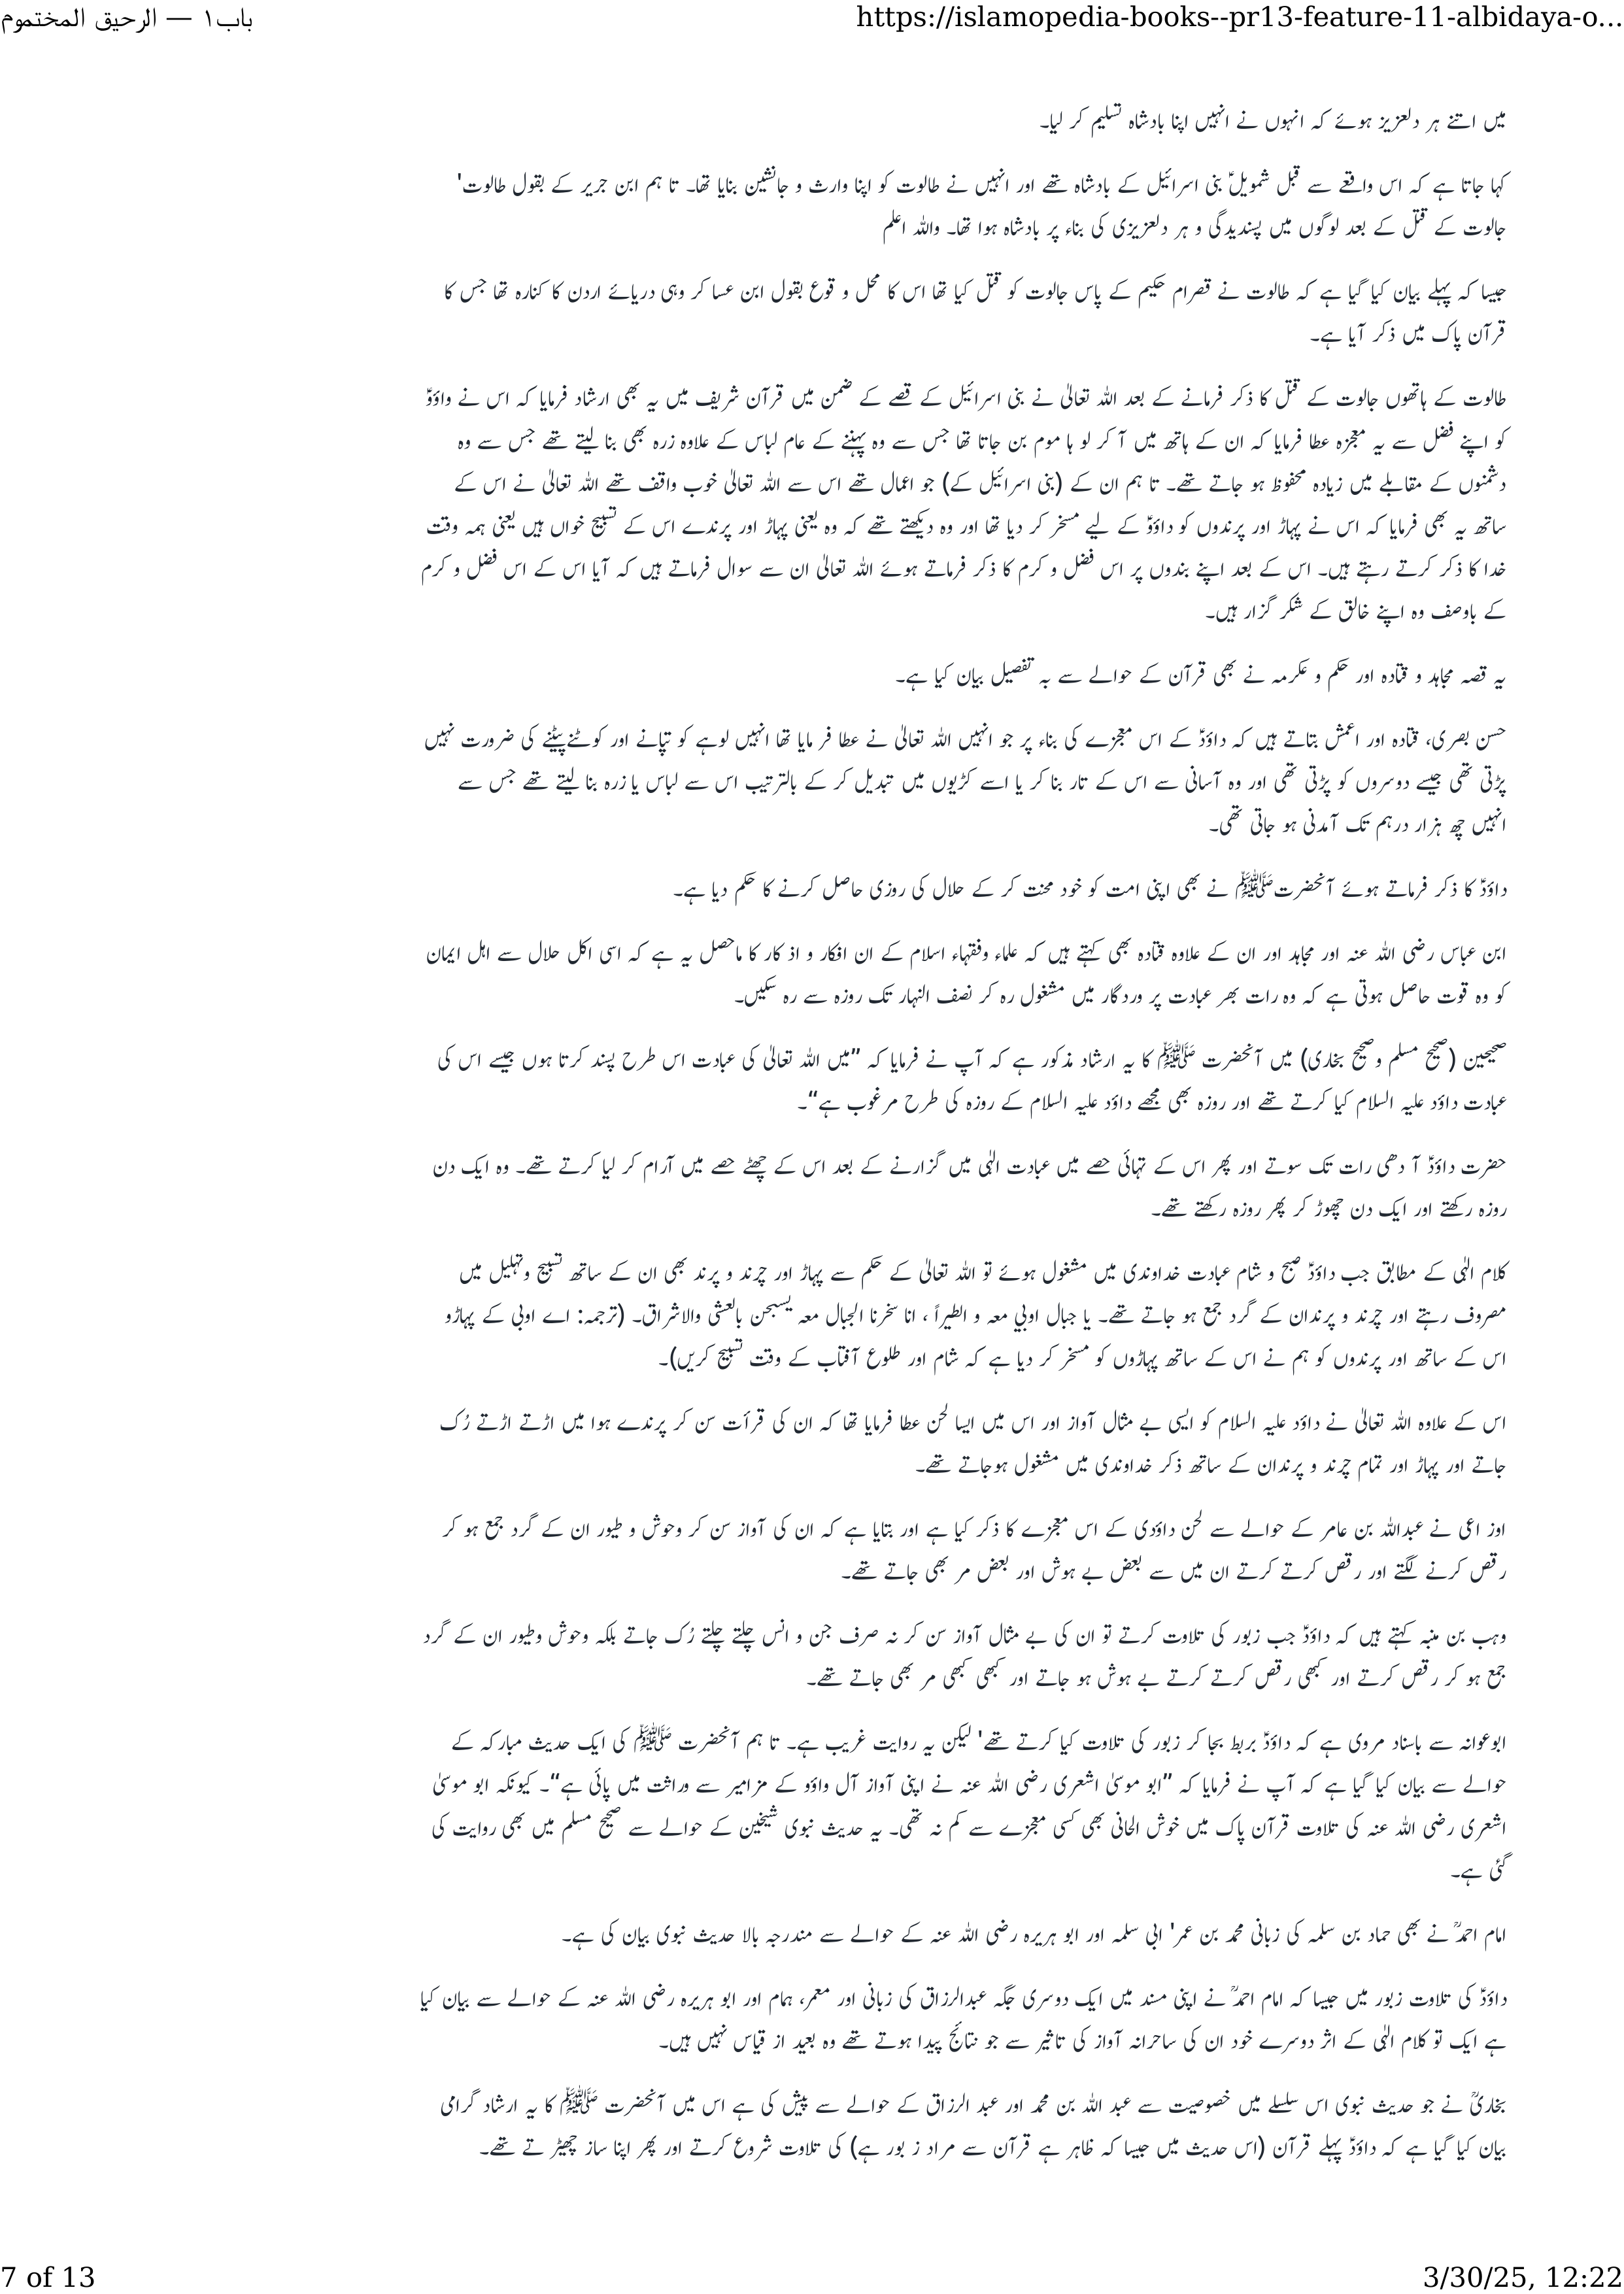 باب۱ — الرحیق المختموم
https://islamopedia-books--pr13-feature-11-albidaya-o...
میں اتنے ہر دلعزیز ہوئے کہ انہوں نے انہیں اپنا بادشاہ تسلیم کر لیا۔
کہا جاتا ہے کہ اس واقعے سے قبل شمویلؑ بنی اسرائیل کے بادشاہ تھے اور انہیں نے طالوت کو اپنا وارث و جانشین بنایا تھا۔ تا ہم ابن جریر کے بقول طالوت'
جالوت کے قتل کے بعد لوگوں میں پسندیدگی و ہر دلعزیزی کی بناء پر بادشاہ ہوا تھا۔ واللہ اعلم
جیسا کہ پہلے بیان کیا گیا ہے کہ طالوت نے قصرام حکیم کے پاس جالوت کو قتل کیا تھا اس کا محل و قوع بقول ابن عسا کر وہی دریائے اردن کا کنارہ تھا جس کا
قرآن پاک میں ذکر آیا ہے۔
طالوت کے ہاتھوں جالوت کے قتل کا ذکر فرمانے کے بعد اللہ تعالیٰ نے بنی اسرائیل کے قصے کے ضمن میں قرآن شریف میں یہ بھی ارشاد فرمایا کہ اس نے واؤدؑ
کو اپنے فضل سے یہ معجزہ عطا فرمایا کہ ان کے ہاتھ میں آ کر لو ہا موم بن جاتا تھا جس سے وہ پہننے کے عام لباس کے علاوہ زرہ بھی بنا لیتے تھے جس سے وہ
دشمنوں کے مقابلے میں زیادہ محفوظ ہو جاتے تھے۔ تا ہم ان کے (بنی اسرائیل کے) جو اعمال تھے اس سے اللہ تعالیٰ خوب واقف تھے اللہ تعالیٰ نے اس کے
ساتھ یہ بھی فرمایا کہ اس نے پہاڑ اور پرندوں کو داؤدؑ کے لیے مسخر کر دیا تھا اور وہ دیکھتے تھے کہ وہ یعنی پہاڑ اور پرندے اس کے تسبیح خواں ہیں یعنی ہمہ وقت
خدا کا ذکر کرتے رہتے ہیں۔ اس کے بعد اپنے بندوں پر اس فضل و کرم کا ذکر فرماتے ہوئے اللہ تعالیٰ ان سے سوال فرماتے ہیں کہ آیا اس کے اس فضل و کرم
کے باوصف وہ اپنے خالق کے شکر گزار ہیں۔
یہ قصہ مجاہد و قتادہ اور حکم و عکرمہ نے بھی قرآن کے حوالے سے بہ تفصیل بیان کیا ہے۔
حسن بصری، قتادہ اور اعمش بتاتے ہیں کہ داؤدؑ کے اس معجزے کی بناء پر جو انہیں اللہ تعالیٰ نے عطا فر مایا تھا انہیں لوہے کو تپانے اور کوٹنےپیٹنے کی ضرورت نہیں
پڑتی تھی جیسے دوسروں کو پڑتی تھی اور وہ آسانی سے اس کے تار بنا کر یا اسے کڑیوں میں تبدیل کر کے بالترتیب اس سے لباس یا زرہ بنا لیتے تھے جس سے
انہیں چھ ہزار درہم تک آمدنی ہو جاتی تھی۔
داؤدؑ کا ذکر فرماتے ہوئے آنحضرتﷺ نے بھی اپنی امت کو خود محنت کر کے حلال کی روزی حاصل کرنے کا حکم دیا ہے۔
ابن عباس رضی اللہ عنہ اور مجاہد اور ان کے علاوہ قتادہ بھی کہتے ہیں کہ علماء وفقہاء اسلام کے ان افکار و اذ کار کا ماحصل یہ ہے کہ اسی اکل حلال سے اہل ایمان
کو وہ قوت حاصل ہوتی ہے کہ وہ رات بھر عبادت پر وردگار میں مشغول رہ کر نصف النہار تک روزہ سے رہ سکیں۔
صحیحین (صحیح مسلم وصحیح بخاری) میں آنحضرت ﷺ کا یہ ارشاد مذکور ہے کہ آپ نے فرمایا کہ ”میں اللہ تعالیٰ کی عبادت اس طرح پسند کرتا ہوں جیسے اس کی
عبادت داؤد علیہ السلام کیا کرتے تھے اور روزہ بھی مجھے داؤد علیہ السلام کے روزہ کی طرح مرغوب ہے“۔
حضرت داؤدؑ آ دھی رات تک سوتے اور پھر اس کے تہائی حصے میں عبادت الٰہی میں گزارنے کے بعد اس کے چھٹے حصے میں آرام کر لیا کرتے تھے۔ وہ ایک دن
روزہ رکھتے اور ایک دن چھوڑ کر پھر روزہ رکھتے تھے۔
کلام الٰہی کے مطابق جب داؤدؑ صبح و شام عبادت خداوندی میں مشغول ہوئے تو اللہ تعالیٰ کے حکم سے پہاڑ اور چرند و پرند بھی ان کے ساتھ تسبیح وتہلیل میں
مصروف رہتے اور چرند و پرندان کے گرد جمع ہو جاتے تھے۔ یا جبال اوبي معہ و الطیراً ، انا سخرنا الجبال معہ یسبحن بالعشی والاشراق۔ (ترجمہ: اے اوبی کے پہاڑو
اس کے ساتھ اور پرندوں کو ہم نے اس کے ساتھ پہاڑوں کو مسخر کر دیا ہے کہ شام اور طلوع آفتاب کے وقت تسبیح کریں)۔
اس کے علاوہ اللہ تعالیٰ نے داؤد علیہ السلام کو ایسی بے مثال آواز اور اس میں ایسا لحن عطا فرمایا تھا کہ ان کی قرأت سن کر پرندے ہوا میں اڑتے اڑتے رُک
جاتے اور پہاڑ اور تمام چرند و پرندان کے ساتھ ذکر خداوندی میں مشغول ہوجاتے تھے۔
اوز اعی نے عبداللہ بن عامر کے حوالے سے لحن داؤدی کے اس معجزے کا ذکر کیا ہے اور بتایا ہے کہ ان کی آواز سن کر وحوش و طیور ان کے گرد جمع ہو کر
رقص کرنے لگتے اور رقص کرتے کرتے ان میں سے بعض بے ہوش اور بعض مر بھی جاتے تھے۔
وہب بن منبہ کہتے ہیں کہ داؤدؑ جب زبور کی تلاوت کرتے تو ان کی بے مثال آواز سن کر نہ صرف جن و انس چلتے چلتے رُک جاتے بلکہ وحوش وطیور ان کے گرد
جمع ہو کر رقص کرتے اور کبھی رقص کرتے کرتے بے ہوش ہو جاتے اور کبھی کبھی مر بھی جاتے تھے۔
ابوعوانہ سے باسناد مروی ہے کہ داؤدؑ بربط بجا کر زبور کی تلاوت کیا کرتے تھے' لیکن یہ روایت غریب ہے۔ تا ہم آنحضرت ﷺ کی ایک حدیث مبارکہ کے
حوالے سے بیان کیا گیا ہے کہ آپ نے فرمایا کہ ”ابو موسیٰ اشعری رضی اللہ عنہ نے اپنی آواز آل واؤو کے مزامیر سے وراثت میں پائی ہے“۔ کیونکہ ابو موسیٰ
اشعری رضی اللہ عنہ کی تلاوت قرآن پاک میں خوش الحانی بھی کسی معجزے سے کم نہ تھی۔ یہ حدیث نبوی شیخین کے حوالے سے صحیح مسلم میں بھی روایت کی
گئی ہے۔
امام احمدؒ نے بھی حماد بن سلمہ کی زبانی محمد بن عمر' ابی سلمہ اور ابو ہریرہ رضی اللہ عنہ کے حوالے سے مندرجہ بالا حدیث نبوی بیان کی ہے۔
داؤدؑ کی تلاوت زبور میں جیسا کہ امام احمدؒ نے اپنی مسند میں ایک دوسری جگہ عبدالرزاق کی زبانی اور معمر، ہمام اور ابو ہریرہ رضی اللہ عنہ کے حوالے سے بیان کیا
ہے ایک تو کلام الٰہی کے اثر دوسرے خود ان کی ساحرانہ آواز کی تاثیر سے جو نتائج پیدا ہوتے تھے وہ بعید از قیاس نہیں ہیں۔
بخاریؒ نے جو حدیث نبوی اس سلسلے میں خصوصیت سے عبد اللہ بن محمد اور عبد الرزاق کے حوالے سے پیش کی ہے اس میں آنحضرت ﷺ کا یہ ارشاد گرامی
بیان کیا گیا ہے کہ داؤدؑ پہلے قرآن (اس حدیث میں جیسا کہ ظاہر ہے قرآن سے مراد ز بور ہے) کی تلاوت شروع کرتے اور پھر اپنا ساز چھیڑ تے تھے۔
7 of 13
3/30/25, 12:22